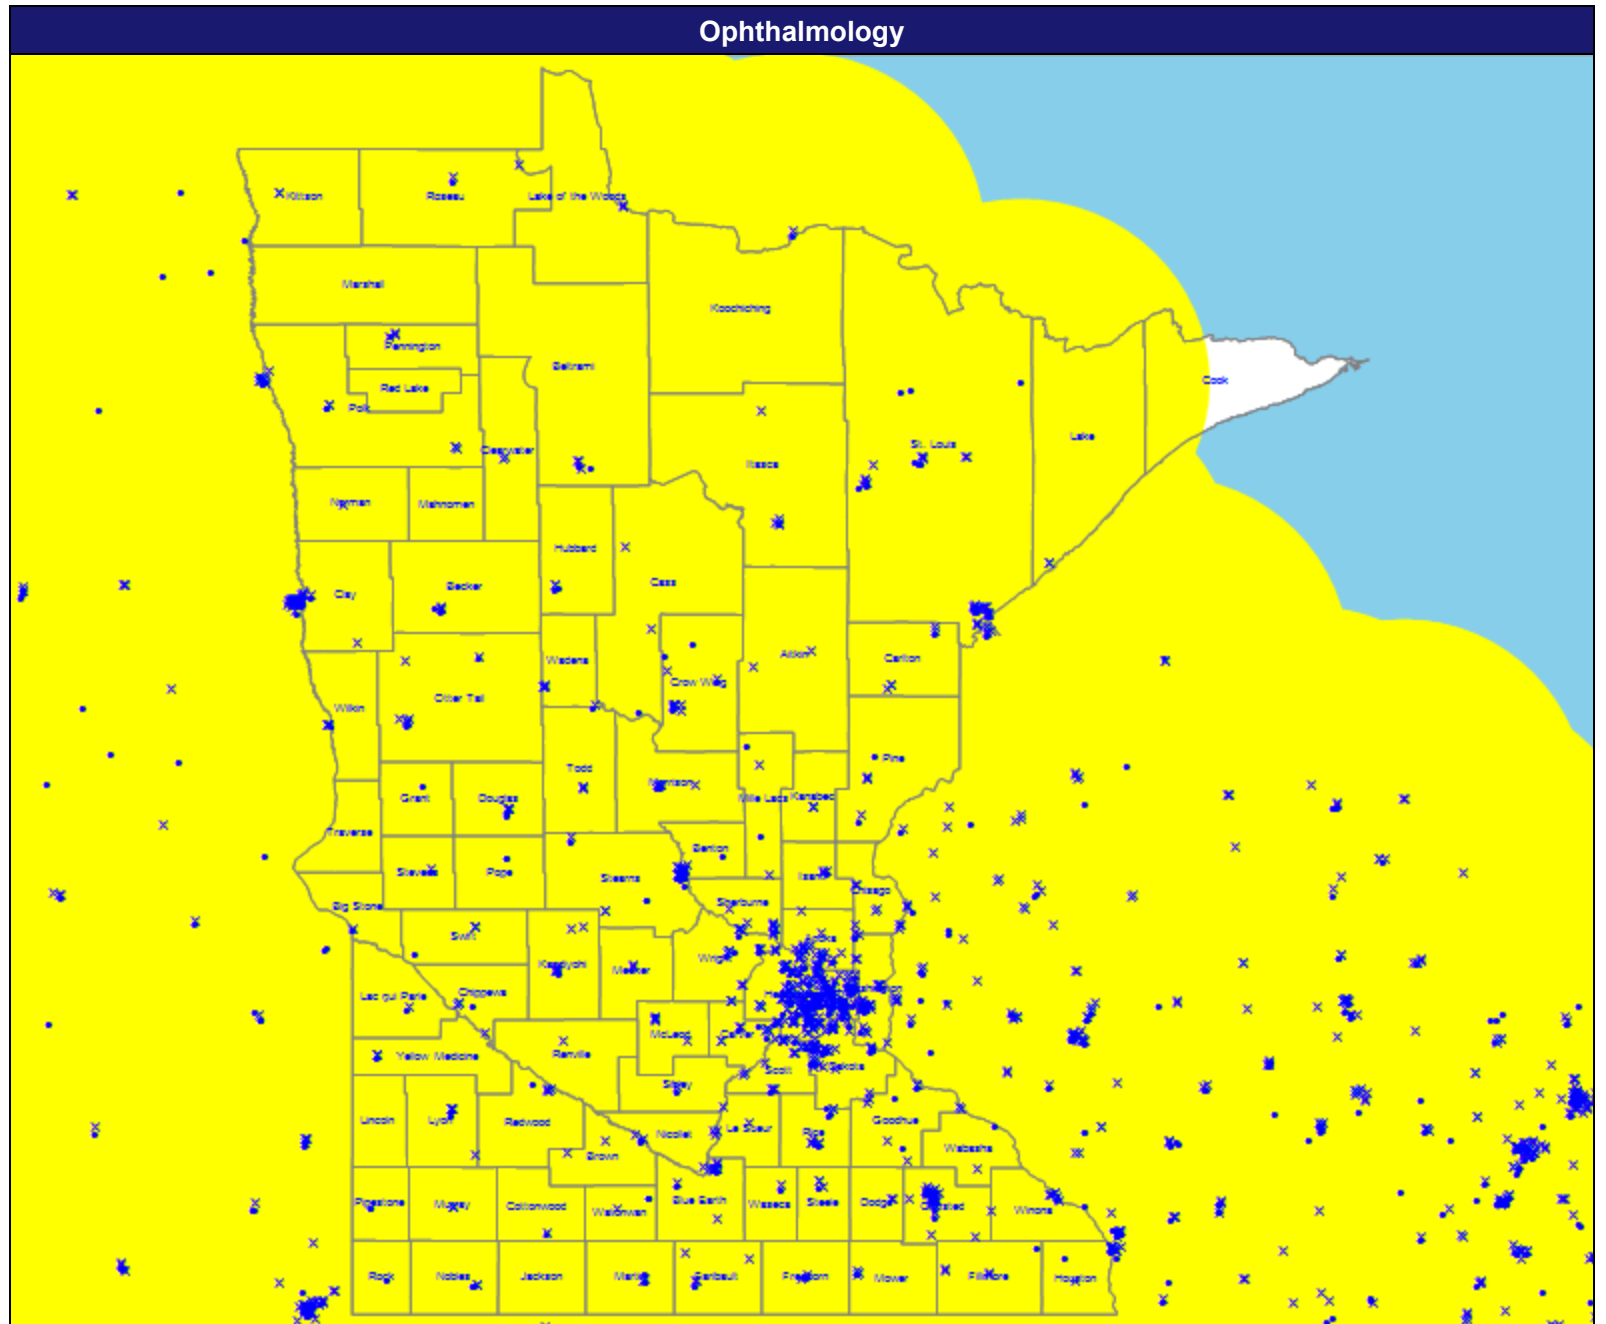 Ophthalmology
Kittson
Roseau
Lake of the Woods
Marshall
Koochiching
Pennington
Beltrami
Red Lake
Cook
Polk
Clearwater
St. Louis
Lake
Itasca
Norman
Mahnomen
Hubbard
Clay
Becker
Cass
Wadena
Aitkin
Carlton
Crow Wing
Otter Tail
Wilkin
Pine
Todd
Morrison
Grant
Douglas
Mille Lacs
Kanabec
Traverse
Benton
Stevens
Pope
Stearns
Isanti
Chisago
Sherburne
Big Stone
Swift
Anoka
Kandiyohi
Meeker
Wright
Lac qui Parle
Chippewa
McLeod
Carver
Yellow Medicine
Renville
Scott
Dakota
Sibley
Lincoln
Lyon
Redwood
Nicollet
Le Sueur
Rice
Goodhue
Wabasha
Brown
Pipestone
Murray
Cottonwood
Watonwan
Blue Earth
Waseca
Steele
Dodge
Olmsted
Winona
Rock
Nobles
Jackson
Martin
Faribault
Freeborn
Mower
Fillmore
Houston